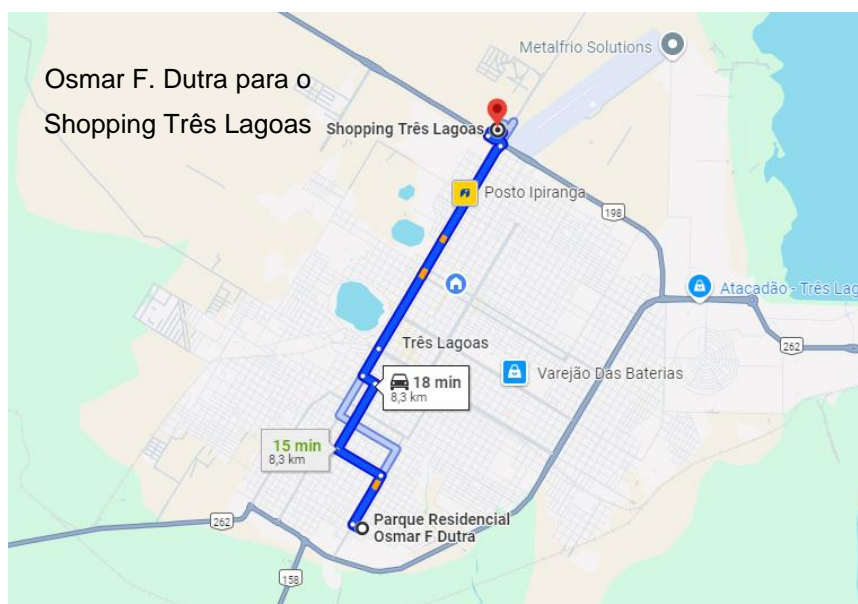 Metalfrio Solutions
Osmar F. Dutra para o
Shopping Três Lagoas
Shopping Três Lagoas
Posto Ipiranga
198
Atacadão - Três Lag
262
Três Lagoas
Varejão Das Baterias
18 min
8,3 km
15 min
8,3 km
Parque Residencial
Osmar F Dutra
262
158